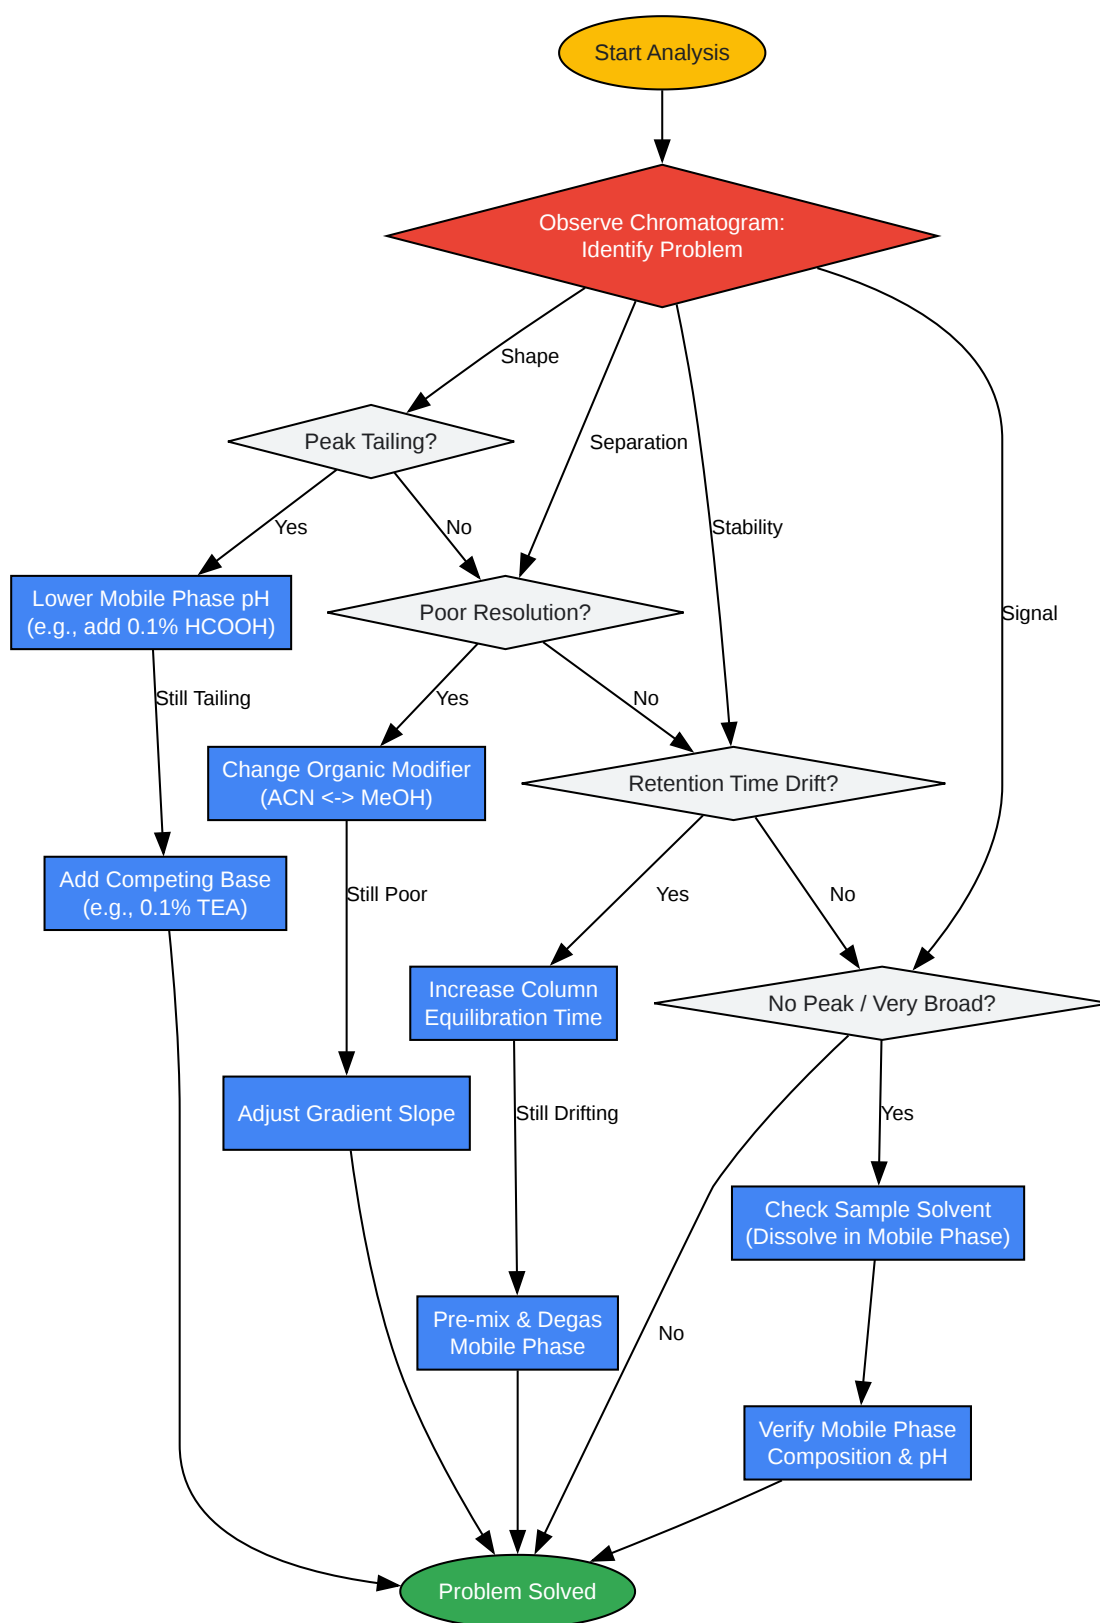 Start Analysis
Observe Chromatogram:
Identify Problem
Shape
Separation
Stability
Signal
Peak Tailing?
Yes
No
Lower Mobile Phase pH
(e.g., add 0.1% HCOOH)
Poor Resolution?
Still Tailing
Yes
No
Change Organic Modifier
(ACN <-> MeOH)
Retention Time Drift?
Add Competing Base
(e.g., 0.1% TEA)
Still Poor
Yes
No
Increase Column
Equilibration Time
No Peak / Very Broad?
Adjust Gradient Slope
Still Drifting
Yes
Check Sample Solvent
(Dissolve in Mobile Phase)
Pre-mix & Degas
Mobile Phase
No
Verify Mobile Phase
Composition & pH
Problem Solved